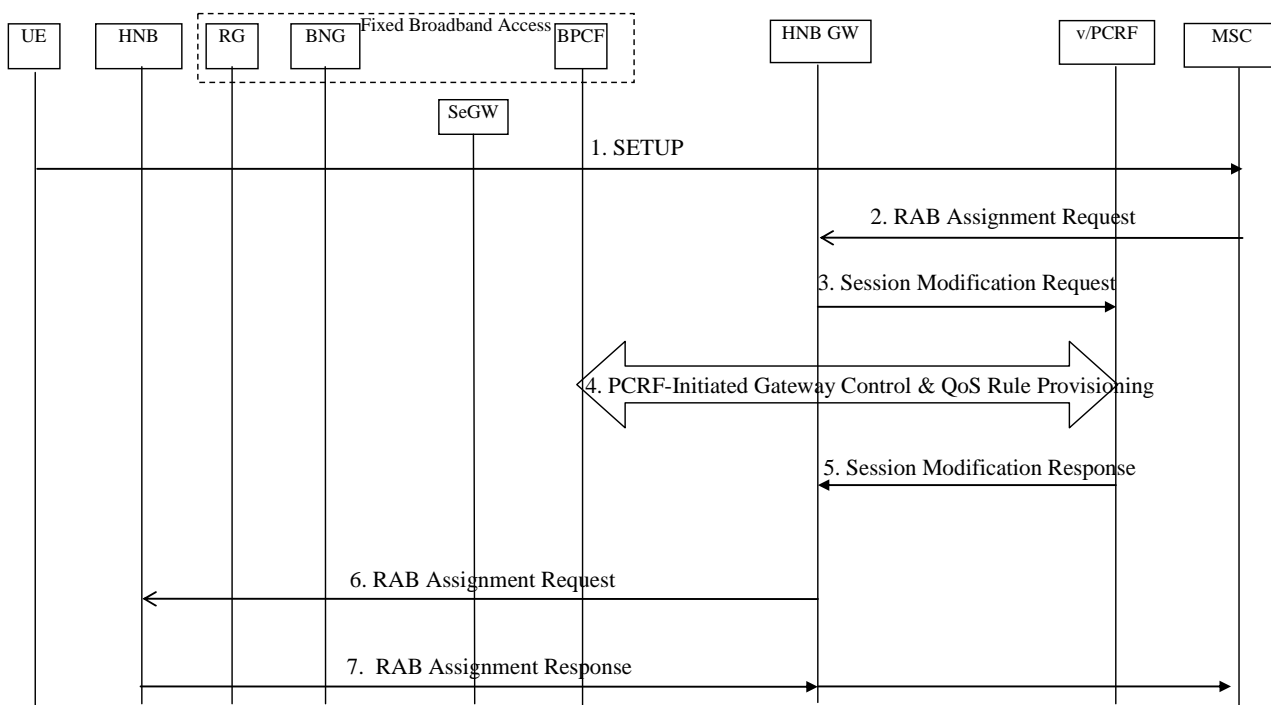 Fixed Broadband Access
UE
HNB
RG
BNG
BPCF
HNB GW
v/PCRF
MSC
SeGW
1. SETUP
2. RAB Assignment Request
3. Session Modification Request
4. PCRF-Initiated Gateway Control & QoS Rule Provisioning
5. Session Modification Response
6. RAB Assignment Request
7. RAB Assignment Response